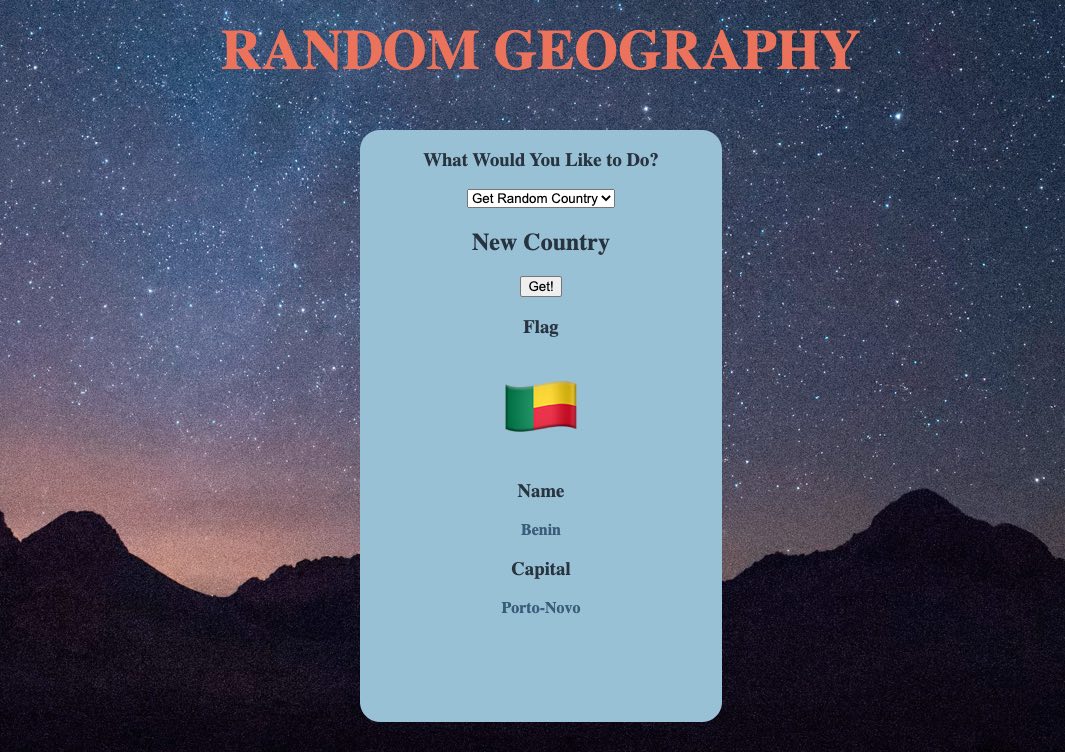 RANDOM GEOGRAPHY
What Would You Like to Do?
Get Random Country
New Country
Get!
Flag
Name
Benin
Capital
Porto-Novo